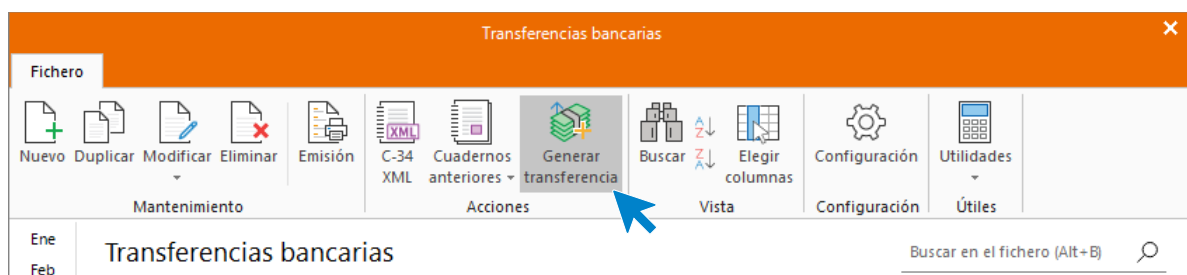 Transferencias bancarias
Fichero
Nuevo Duplicar Modificar Eliminar Emisión
XML
C-34
XML
Cuadernos
anteriores
Generar
transferencia
Buscar
A
Z
Z
A
Elegir
columnas
Configuración
Utilidades
Mantenimiento
Acciones
Vista
Configuración
Útiles
Ene
Feb
Transferencias bancarias
Buscar en el fichero (Alt+B)